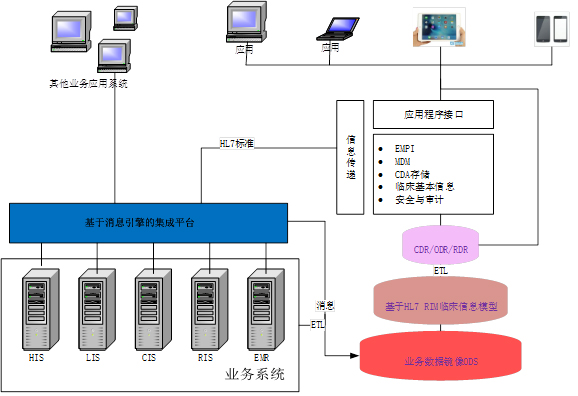 其他业务应用系统
应用
应用
应用程序接口
信息传递
EMPI
MDM
CDA存储
临床基本信息
安全与审计
HL7标准
基于消息引擎的集成平台
CDR/ODR/RDR
ETL
基于HL7 RIM临床信息模型
消息
ETL
业务数据镜像ODS
HIS
LIS
CIS
RIS
EMR
业务系统